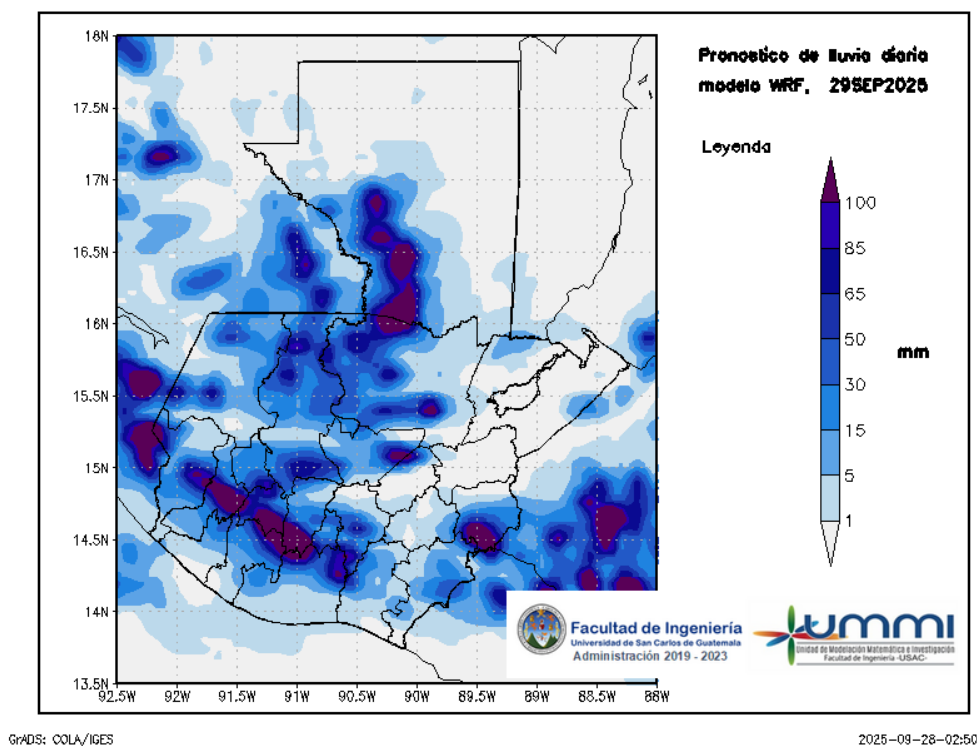 Pronostico de lluvia diaria
modelo WRF, 29SEP2025
Leyenda
100
85
65
50
30
15
5
1
mm
18N
17.5N
17N
16.5N
16N
15.5N
15N
14.5N
14N
13.5N
92.5W
92W
91.5W
91W
90.5W
90W
89.5W
89W
88.5W
88W
Facultad de Ingeniería
Universidad de San Carlos de Guatemala
Administración 2019 - 2023
ummi
Unidad de Modelación Matemática e Investigación
Facultad de Ingeniería -USAC-
GrADS: COLA/IGES
2025-09-28-02:50